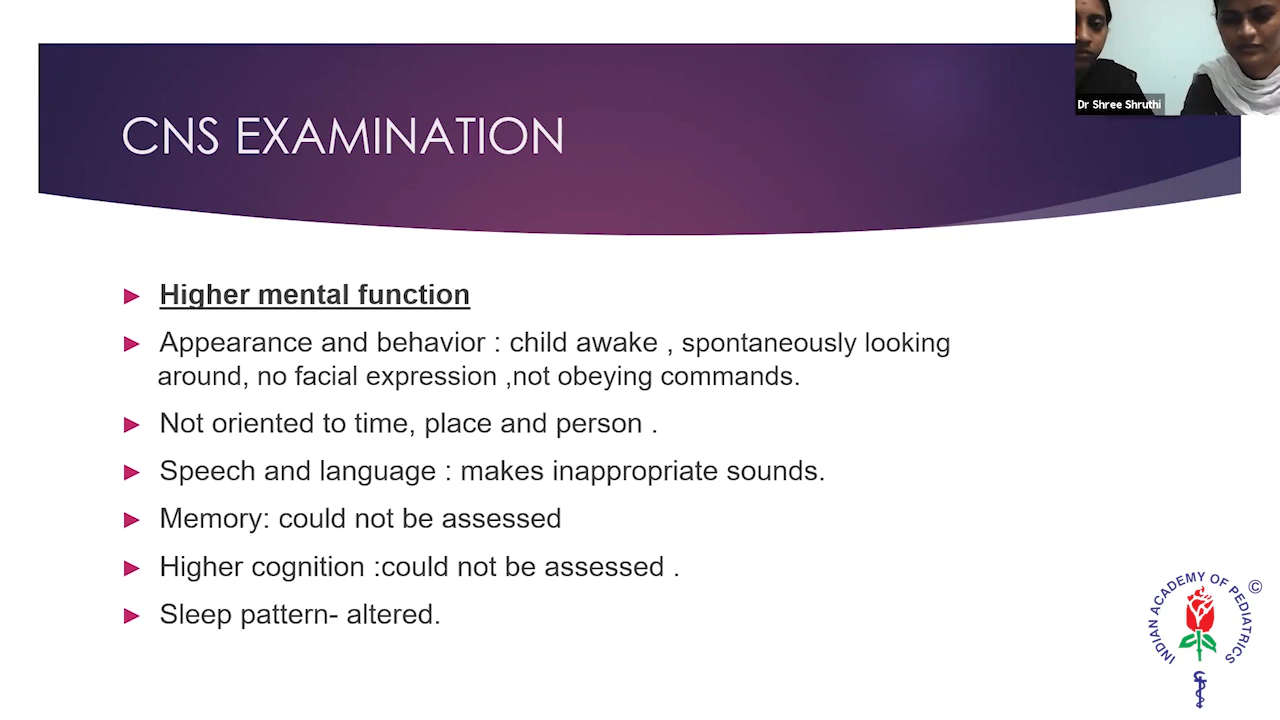 Dr Shree Shruthi
CNS EXAMINATION
Higher mental function
Appearance and behavior : child awake , spontaneously looking
around, no facial expression ,not obeying commands.
Not oriented to time, place and person .
Speech and language : makes inappropriate sounds.
Memory: could not be assessed
Higher cognition :could not be assessed .
Sleep pattern- altered.
INDIAN ACADEMY OF PEDIATRICS ©